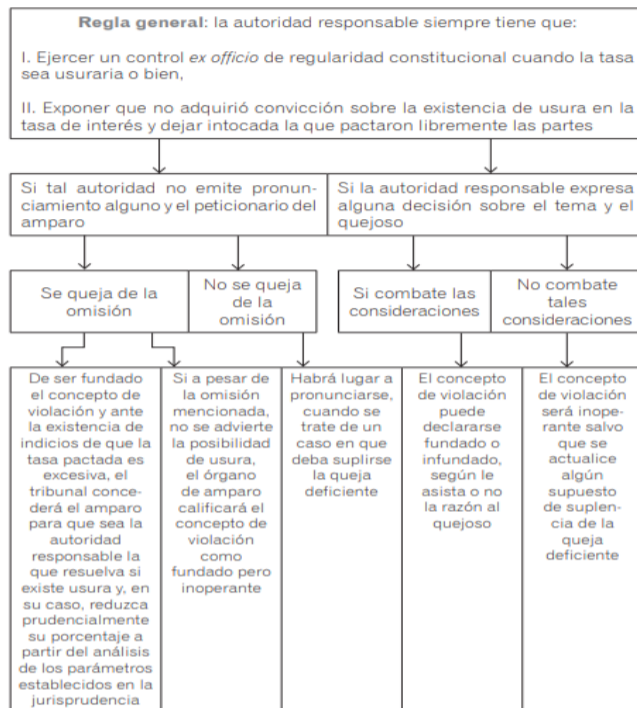 Regla general: la autoridad responsable siempre tiene que:
I. Ejercer un control ex officio de regularidad constitucional cuando la tasa
sea usuraria o bien,
II. Exponer que no adquirió convicción sobre la existencia de usura en la
tasa de interés y dejar intocada la que pactaron libremente las partes
Si tal autoridad no emite pronun-
ciamiento alguno y el peticionario del
amparo
Si la autoridad responsable expresa
alguna decisión sobre el tema y el
quejoso
Se queja de la
omisión
No se queja
de la
omisión
Si combate las
consideraciones
No combate
tales
consideraciones
De ser fundado
el concepto de
violación y ante
la existencia de
indicios de que la
tasa pactada es
excesiva, el
tribunal conce-
derá el amparo
para que sea la
autoridad
responsable la
que resuelva si
existe usura y, en
su caso, reduzca
prudencialmente
su porcentaje a
partir del análisis
de los parámetros
establecidos en la
jurisprudencia
Si a pesar de
la omisión
mencionada,
no se advierte la
posibilidad de
usura,
el órgano
de amparo
calificará el
concepto de
violación
como
fundado pero
inoperante
Habrá lugar a
pronunciarse,
cuando se
trate de un
caso en que
deba suplirse
la queja
deficiente
El concepto
de violación
puede
declararse
fundado o
infundado,
según le
asista o no
la razón al
quejoso
El concepto
de violación
será inope-
rante salvo
que se
actualice
algún
supuesto
de suplen-
cia de la
queja
deficiente